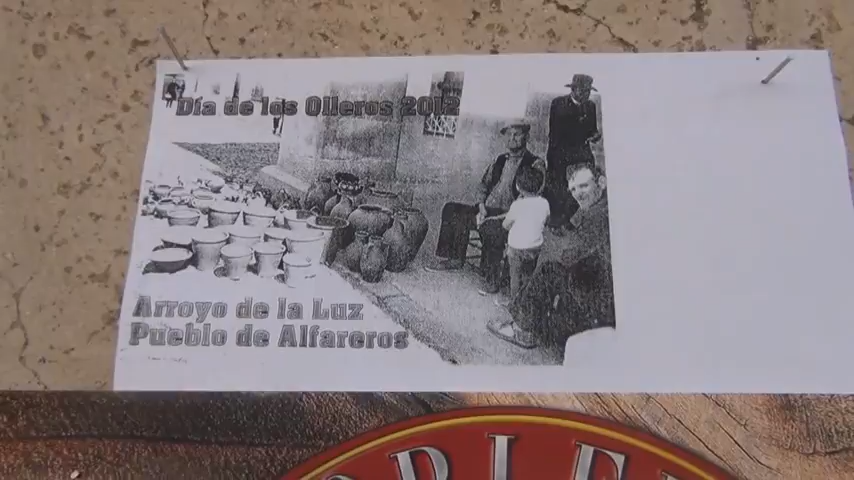 Día de los Olleros 2012
Arroyo de la Luz
Pueblo de Alfareros